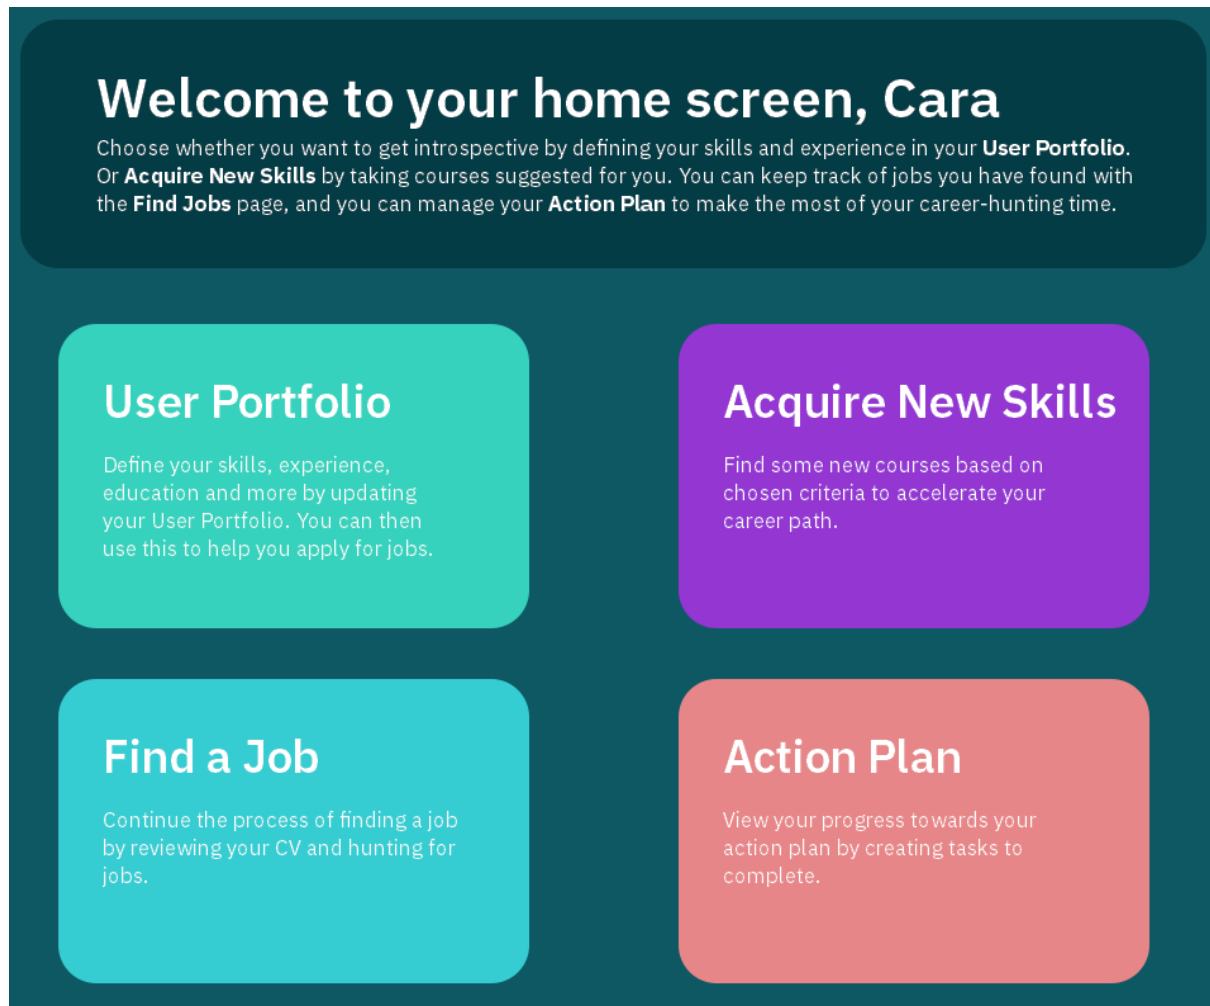 Welcome to your home screen, Cara
Choose whether you want to get introspective by defining your skills and experience in your User Portfolio.
Or Acquire New Skills by taking courses suggested for you. You can keep track of jobs you have found with
the Find Jobs page, and you can manage your Action Plan to make the most of your career-hunting time.
User Portfolio
Define your skills, experience,
education and more by updating
your User Portfolio. You can then
use this to help you apply for jobs.
Acquire New Skills
Find some new courses based on
chosen criteria to accelerate your
career path.
Find a Job
Continue the process of finding a job
by reviewing your CV and hunting for
jobs.
Action Plan
View your progress towards your
action plan by creating tasks to
complete.